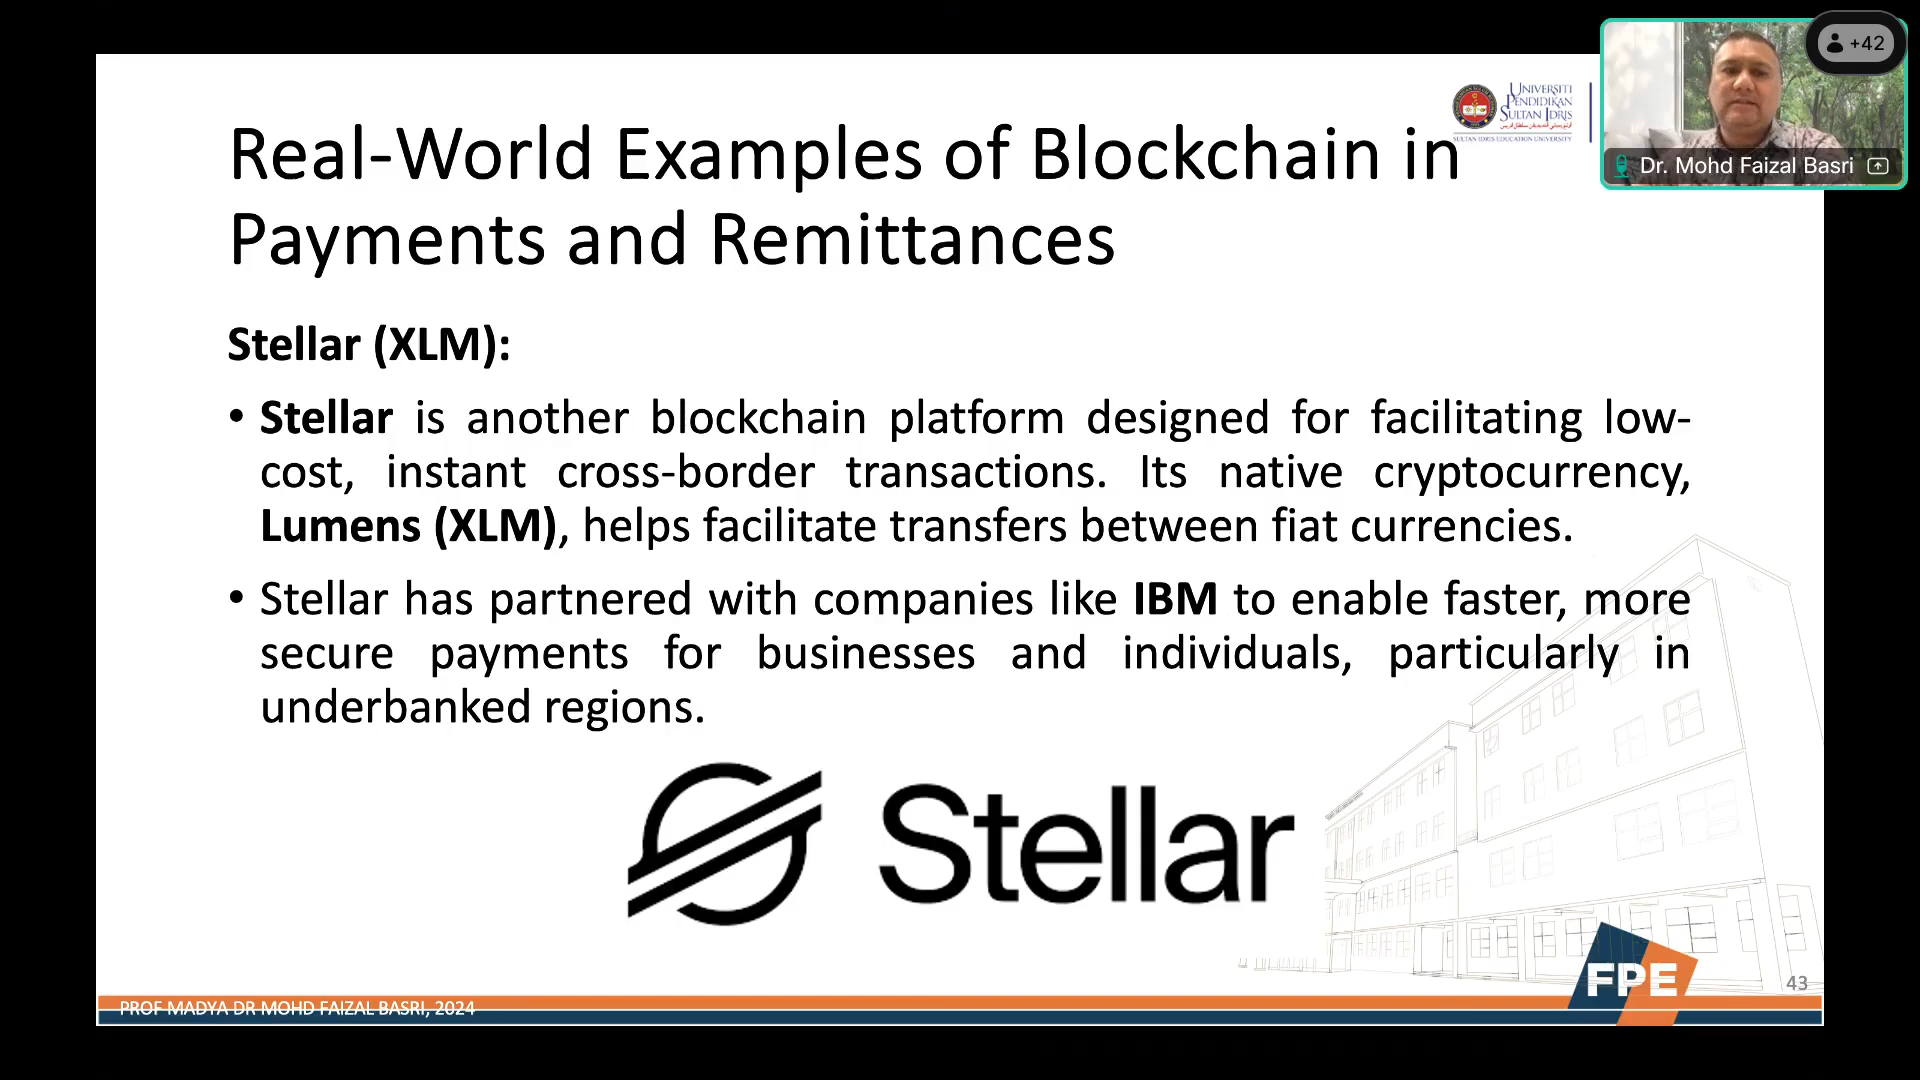 +42
UNIVERSITI
PENDIDIKAN
SULTAN IDRIS
SULTAN IDRIS EDUCATION UNIVERSITY
Dr. Mohd Faizal Basri
Real-World Examples of Blockchain in
Payments and Remittances
Stellar (XLM):
• Stellar is another blockchain platform designed for facilitating low-
cost, instant cross-border transactions. Its native cryptocurrency,
Lumens (XLM), helps facilitate transfers between fiat currencies.
• Stellar has partnered with companies like IBM to enable faster, more
secure payments for businesses and individuals, particularly in
underbanked regions.
Stellar
FPE
43
PROF MADYA DR MOHD FAIZAL BASRI, 2024